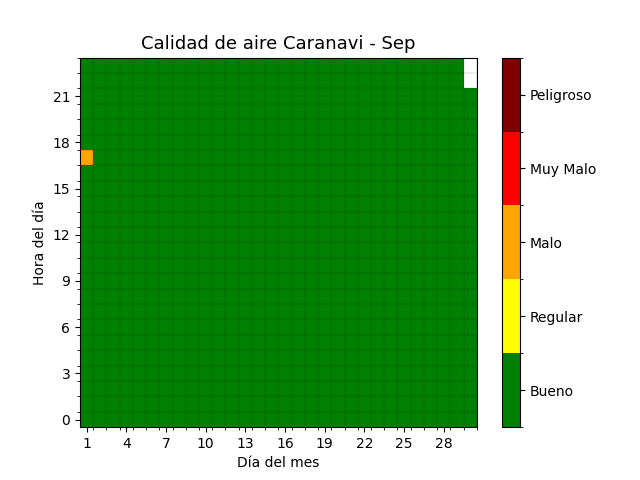 Calidad de aire Caranavi - Sep
Hora del día
21
18
15
12
9
6
3
0
1 4 7 10 13 16 19 22 25 28
Día del mes
Peligroso
Muy Malo
Malo
Regular
Bueno